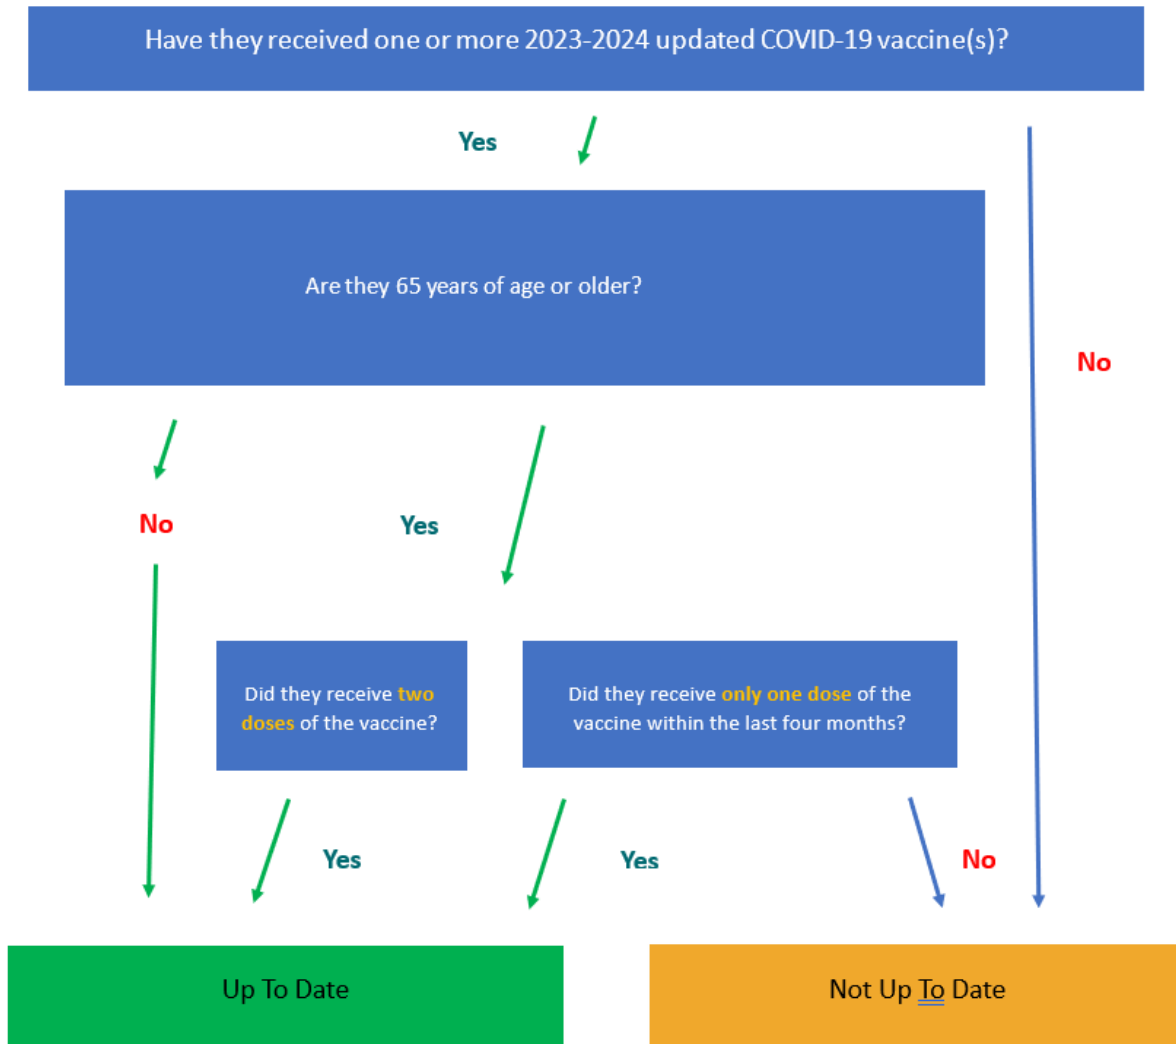 Have they received one or more 2023-2024 updated COVID-19 vaccine(s)?
Yes
Are they 65 years of age or older?
No
No
Yes
Did they receive two
doses of the vaccine?
Did they receive only one dose of the
vaccine within the last four months?
Yes
Yes
No
Up To Date
Not Up To Date